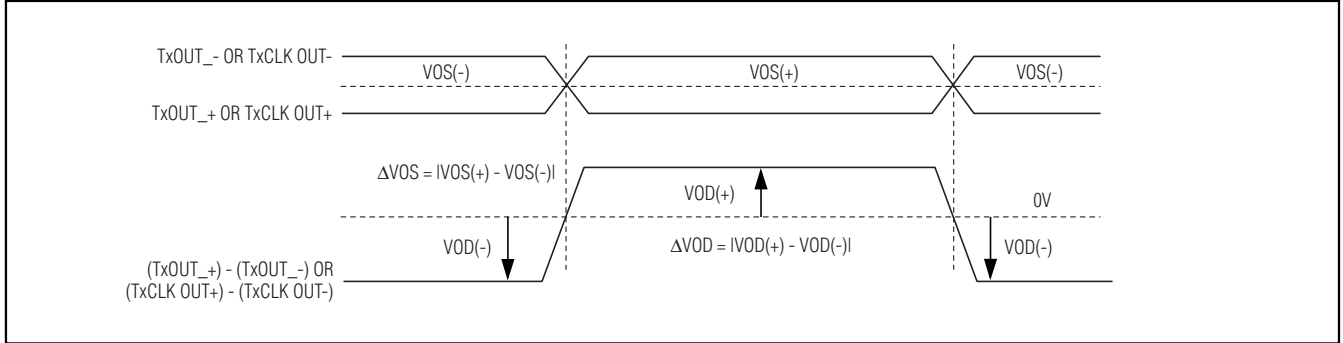 TxOUT_- OR TxCLK OUT-
VOS(-) VOS(+) VOS(-)
TxOUT_+ OR TxCLK OUT+
ΔVOS = |VOS(+) - VOS(-)|
VOD(+)
0V
VOD(-) ΔVOD = |VOD(+) - VOD(-)| VOD(-)
(TxOUT_+) - (TxOUT_-) OR
(TxCLK OUT+) - (TxCLK OUT-)